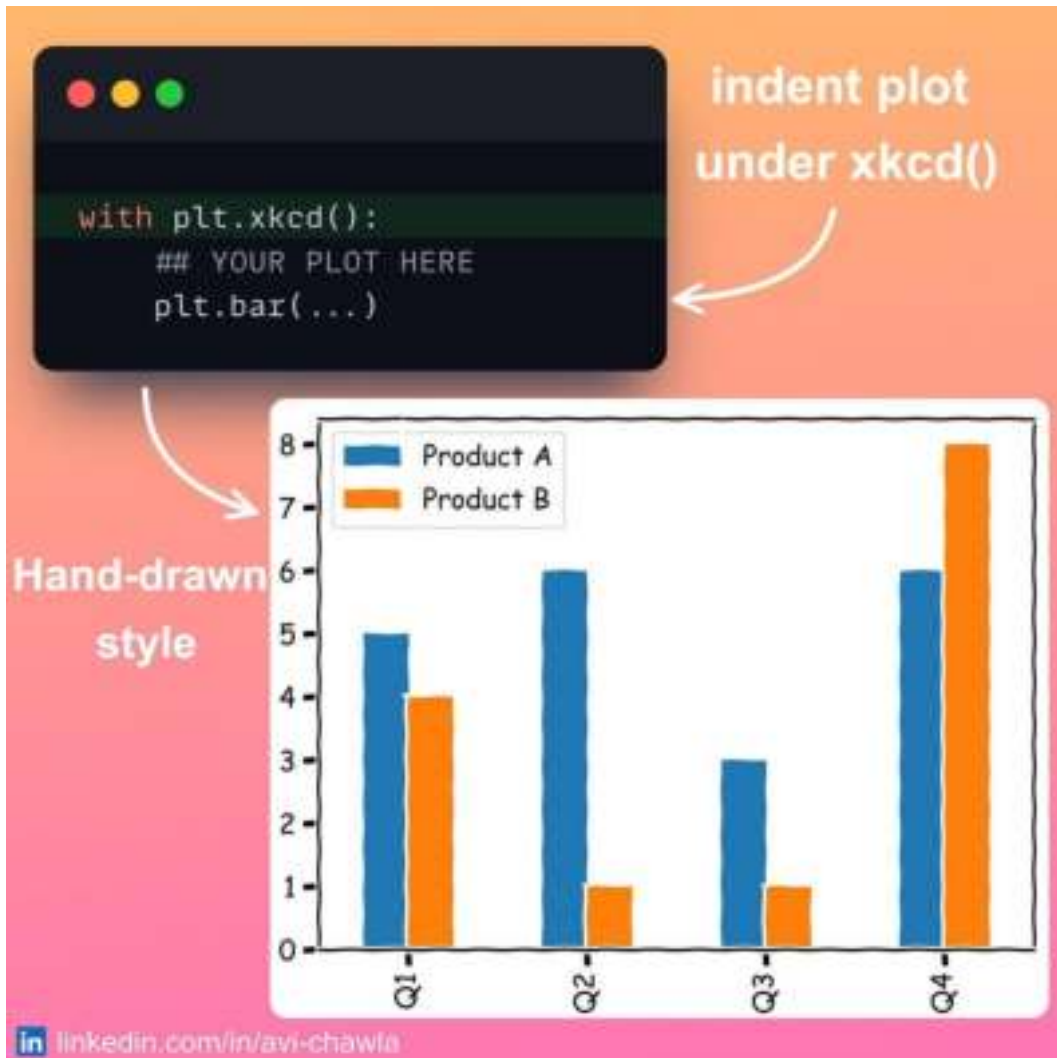 indent plot
under xkcd()
with plt.xkcd():
## YOUR PLOT HERE
plt.bar(...)
Hand-drawn
style
8
7
6
5
4
3
2
1
0
Product A
Product B
Q1 Q2 Q3 Q4
in linkedin.com/in/avi-chawla